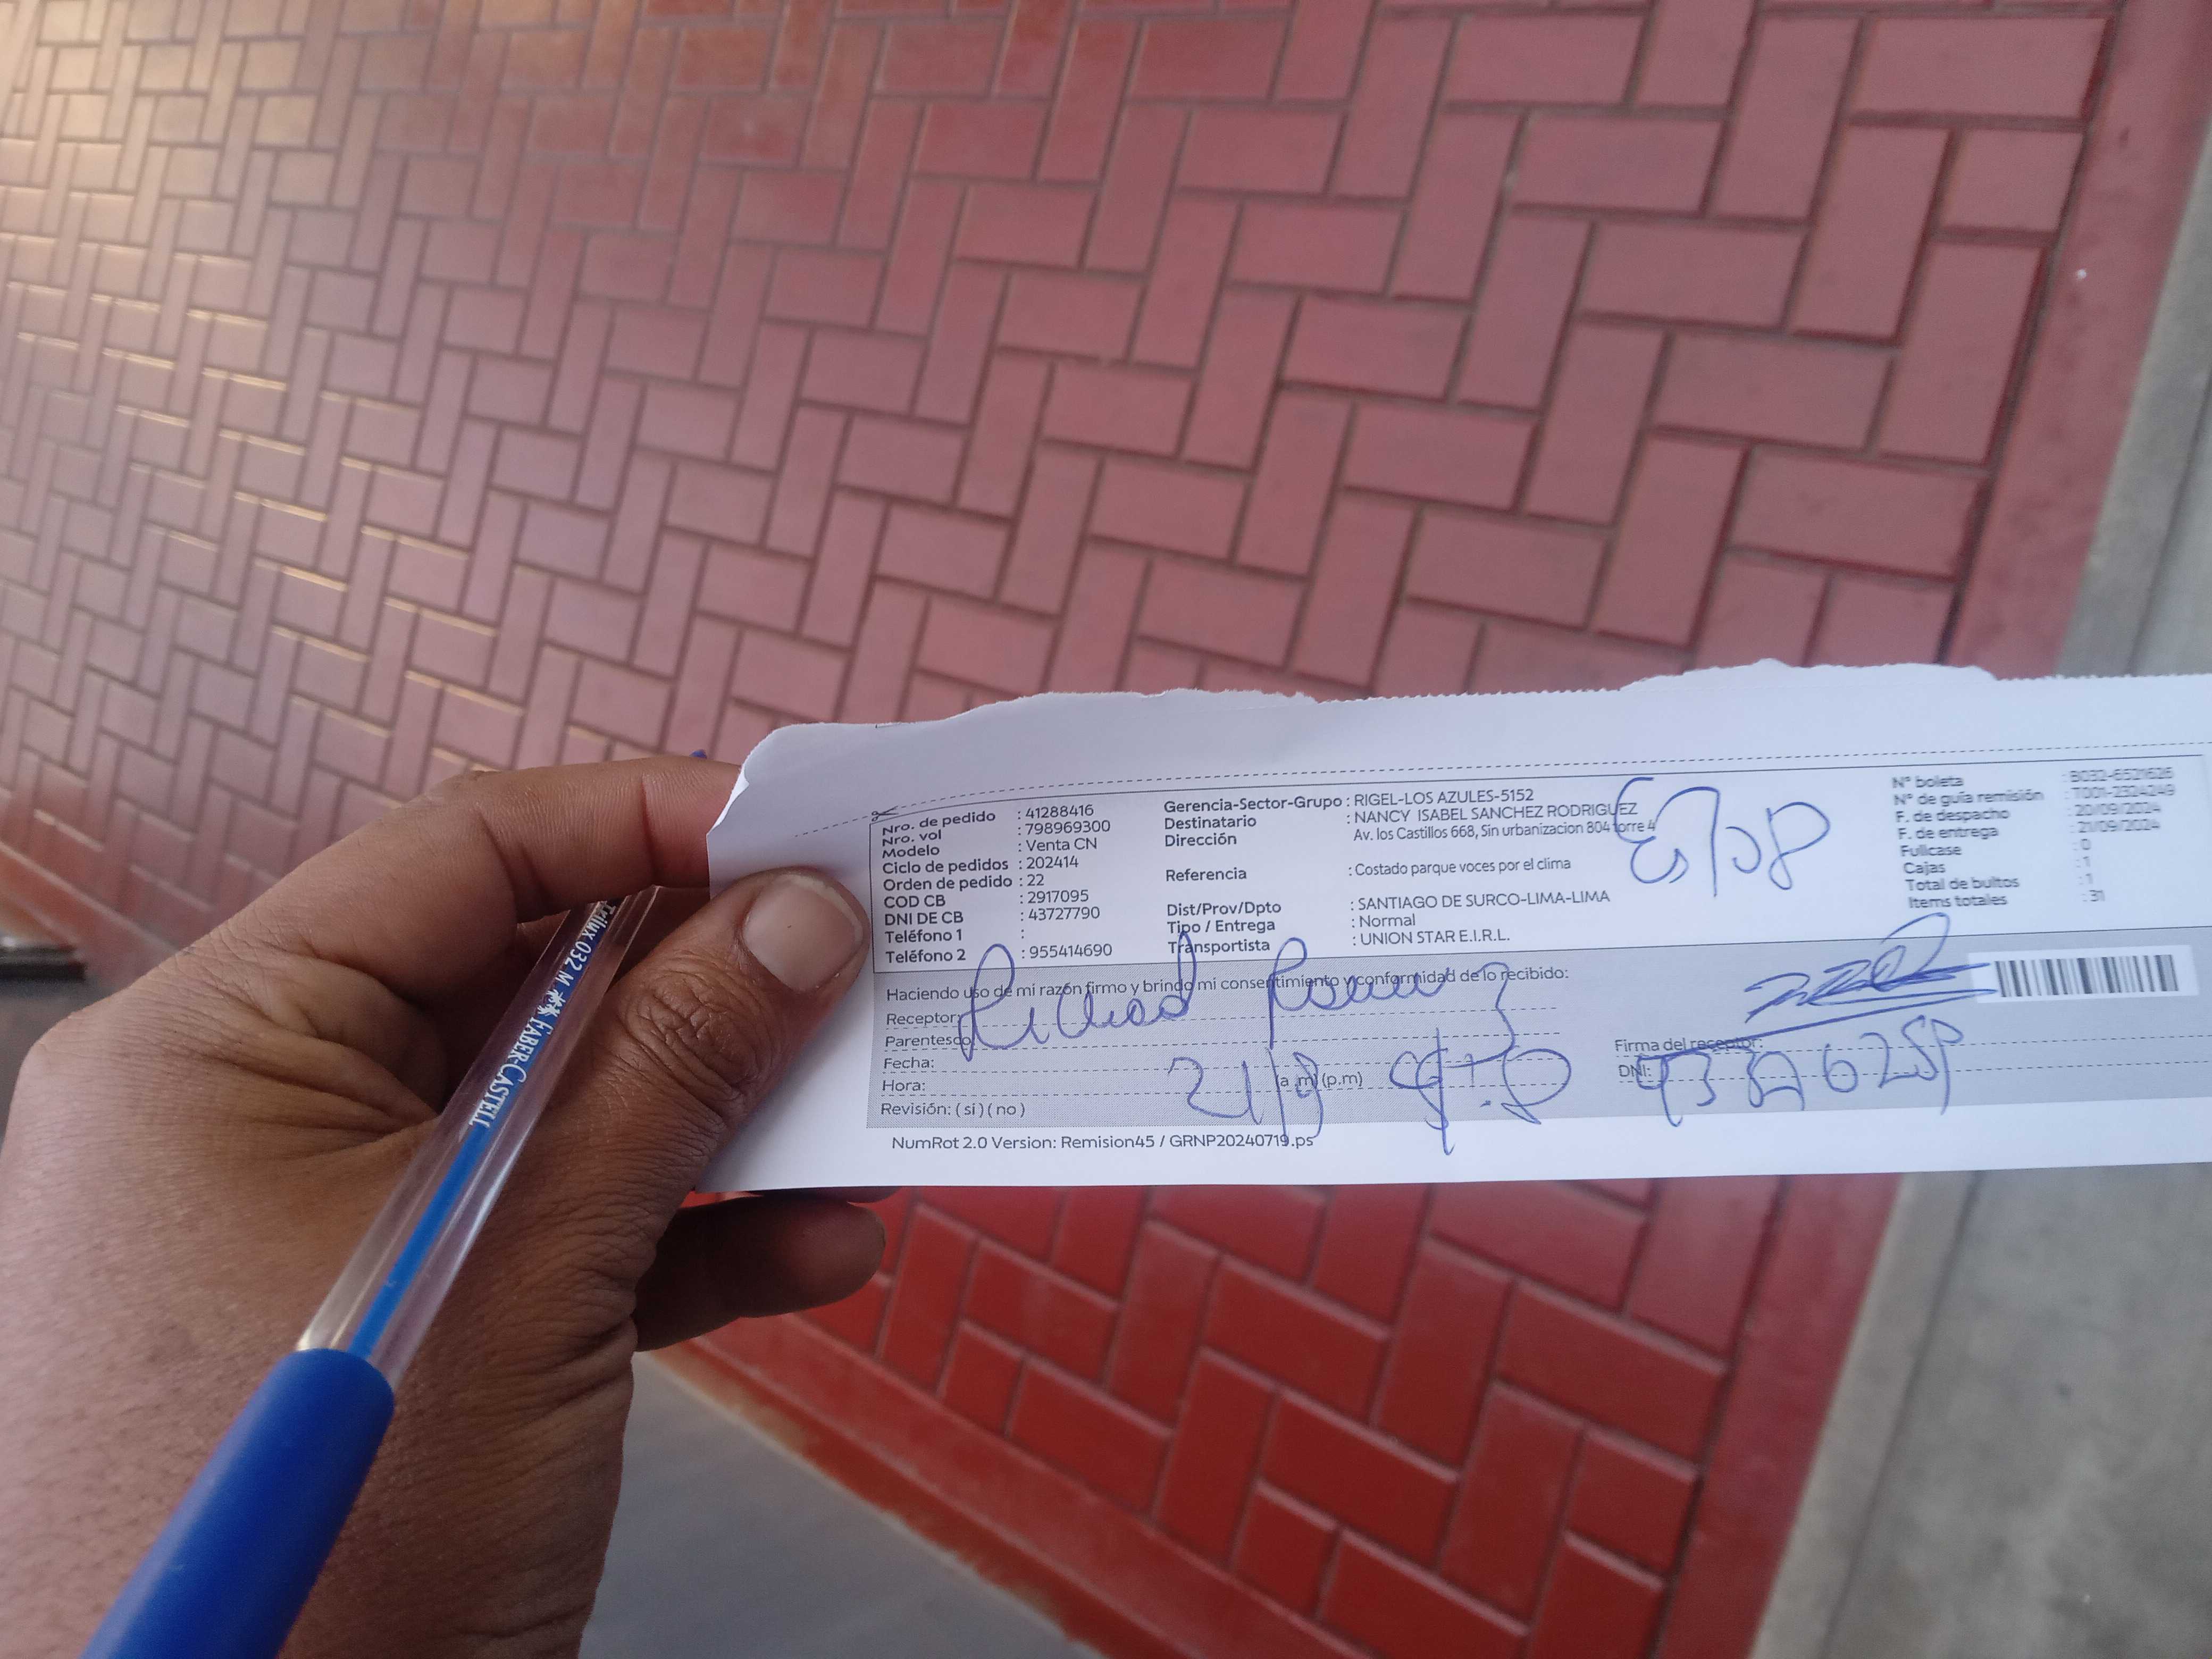 Nro. de pedido : 41288416
Nro. vol : 798969300
Modelo : Venta CN
Ciclo de pedidos : 202414
Orden de pedido : 22
COD CB : 2917095
DNI DE CB : 43727790
Teléfono 1 :
Teléfono 2 : 955414690
Gerencia-Sector-Grupo : RIGEL-LOS AZULES-5152
Destinatario : NANCY ISABEL SANCHEZ RODRIGUEZ
Dirección Av. los Castillos 668, Sin urbanizacion 804 torre 4
Referencia : Costado parque voces por el clima
Dist/Prov/Dpto : SANTIAGO DE SURCO-LIMA-LIMA
Tipo / Entrega : Normal
Transportista : UNION STAR E.I.R.L.
N° boleta : B032-6521626
N° de guía remisión : T001-2324249
F. de despacho : 20/09/2024
F. de entrega : 21/09/2024
Fullcase : 0
Cajas : 1
Total de bultos : 1
Items totales : 31
Haciendo uso de mi razón firmo y brindo mi consentimiento y conformidad de lo recibido:
Receptor:
Parentesco
Fecha:
Hora: (a.m) (p.m)
Revisión: ( si ) ( no )
Firma del receptor:
DNI:
NumRot 2.0 Version: Remision45 / GRNP20240719.ps
Trilux 032 M FABER-CASTELL